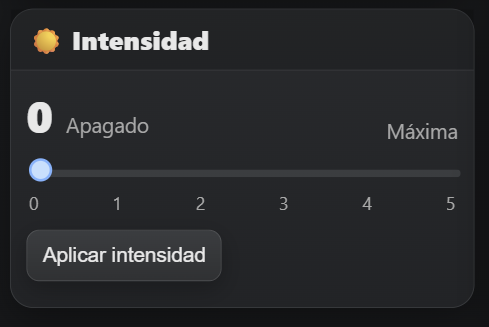 Intensidad
0 Apagado
Máxima
0 1 2 3 4 5
Aplicar intensidad